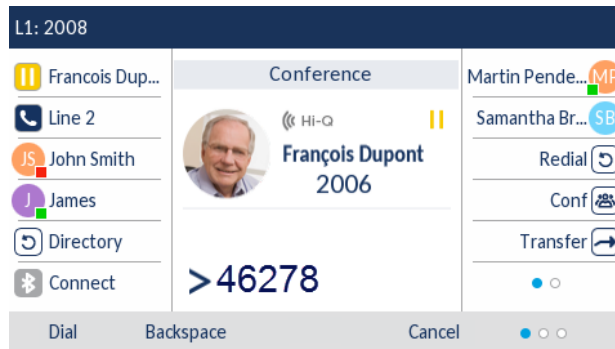 L1: 2008
Francois Dup...
Line 2
JS
John Smith
J
James
Directory
Connect
Conference
Hi-Q
François Dupont
2006
>46278
Martin Pende...
MP
Samantha Br...
SB
Redial
Conf
Transfer
Dial
Backspace
Cancel